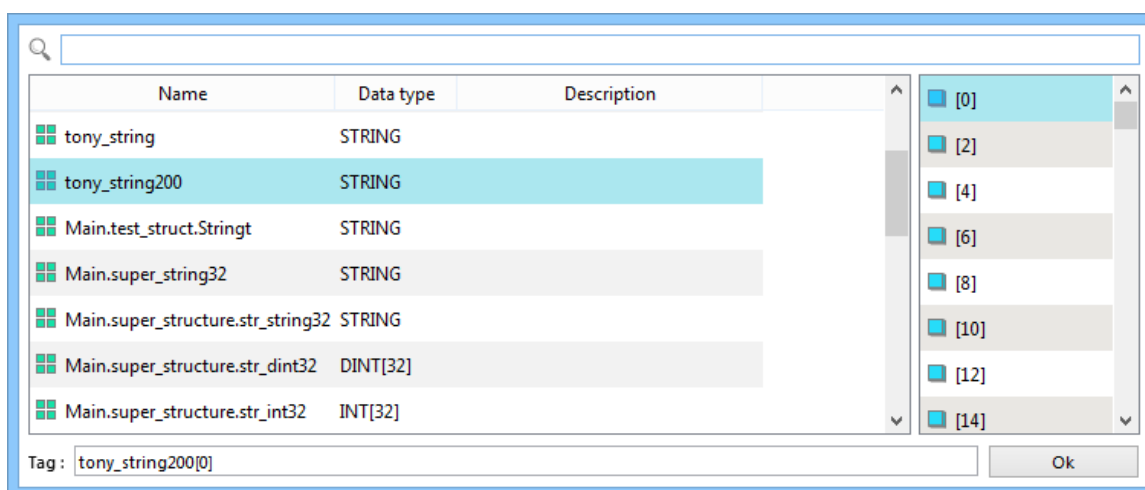 Name Data type Description
tony_string STRING
tony_string200 STRING
Main.test_struct.Stringt STRING
Main.super_string32 STRING
Main.super_structure.str_string32 STRING
Main.super_structure.str_dint32 DINT[32]
Main.super_structure.str_int32 INT[32]
[0]
[2]
[4]
[6]
[8]
[10]
[12]
[14]
Tag : tony_string200[0] Ok